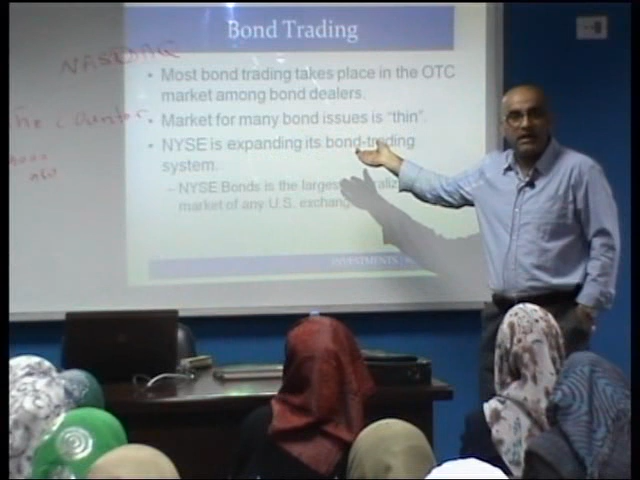 Bond Trading
NASDAQ
• Most bond trading takes place in the OTC
market among bond dealers.
• Market for many bond issues is “thin”.
• NYSE is expanding its bond-trading
system.
– NYSE Bonds is the largest
market of any U.S.
INVESTMENTS |